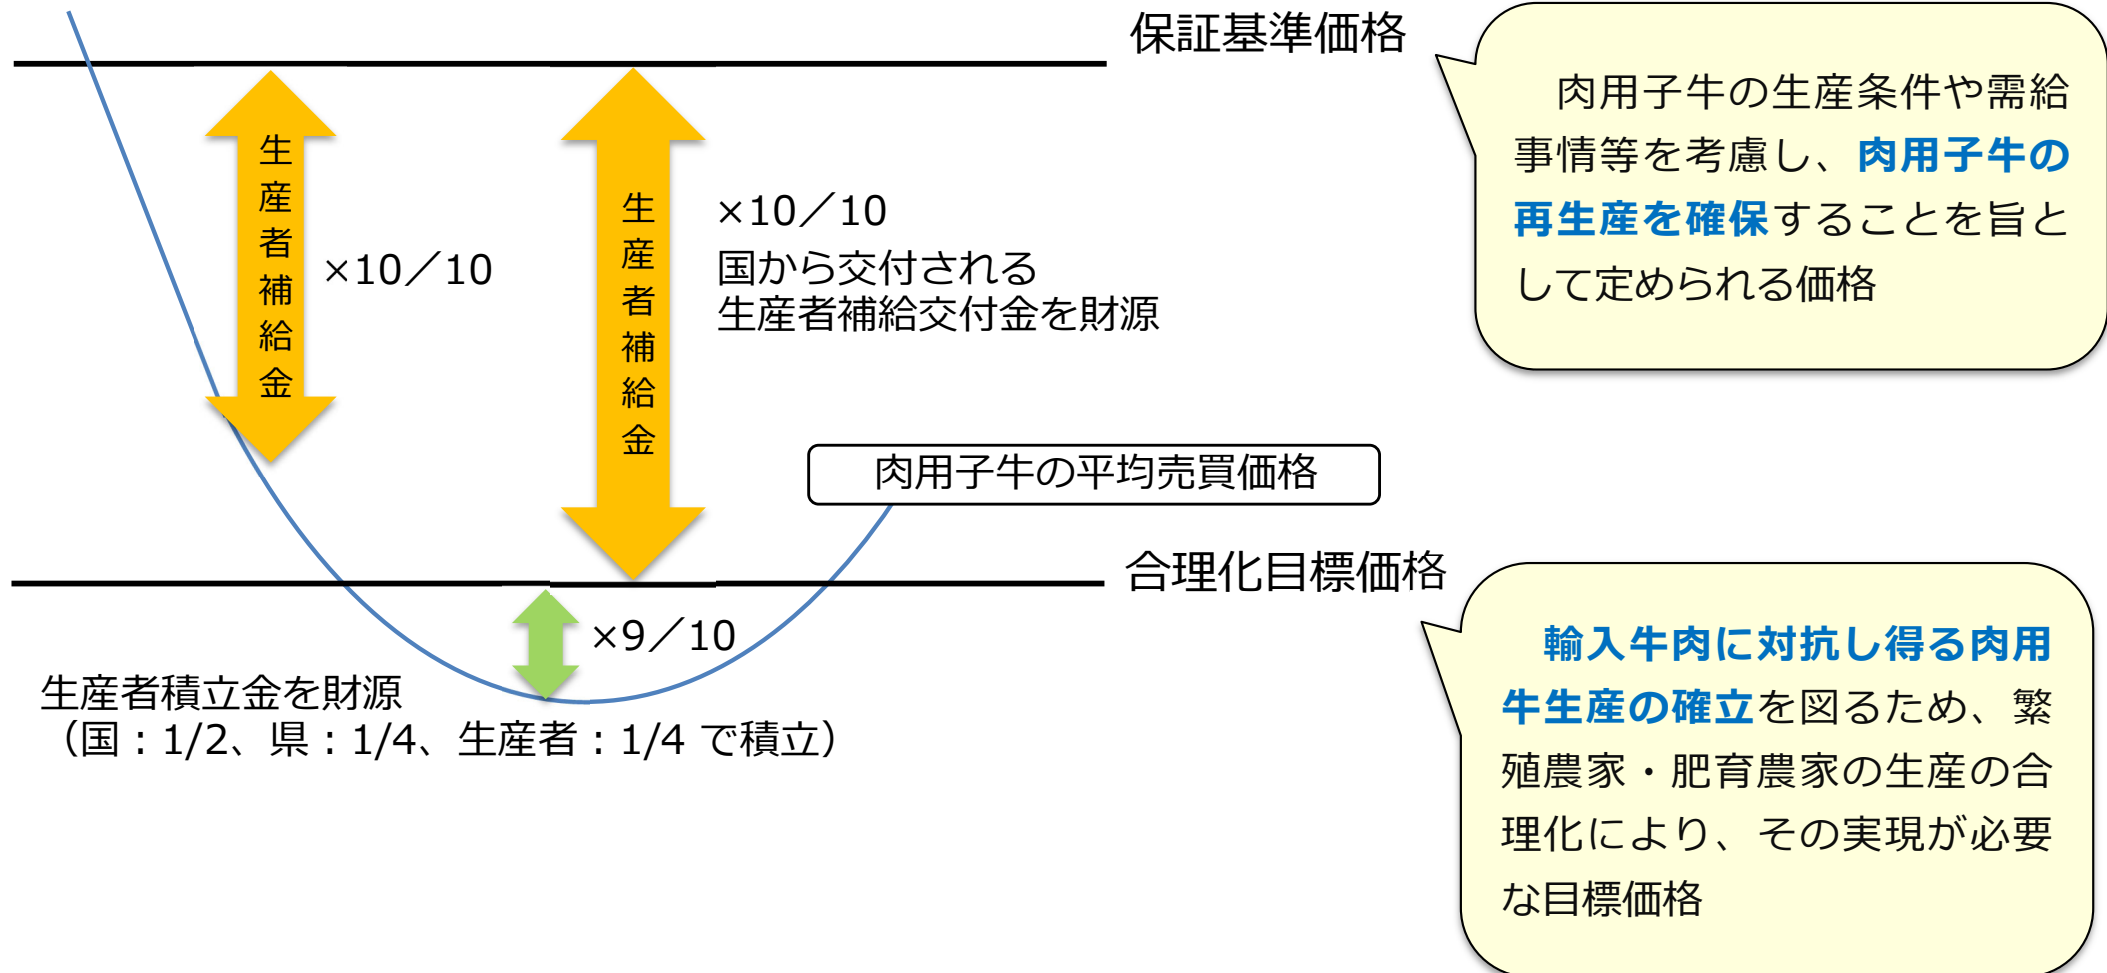 保証基準価格
肉用子牛の生産条件や需給
事情等を考慮し、肉用子牛の
再生産を確保することを旨と
して定められる価格
生産者補給金
×10／10
生産者補給金
×10／10
国から交付される
生産者補給交付金を財源
肉用子牛の平均売買価格
合理化目標価格
×9／10
生産者積立金を財源
（国：1/2、県：1/4、生産者：1/4 で積立）
輸入牛肉に対抗し得る肉用
牛生産の確立を図るため、繁
殖農家・肥育農家の生産の合
理化により、その実現が必要
な目標価格